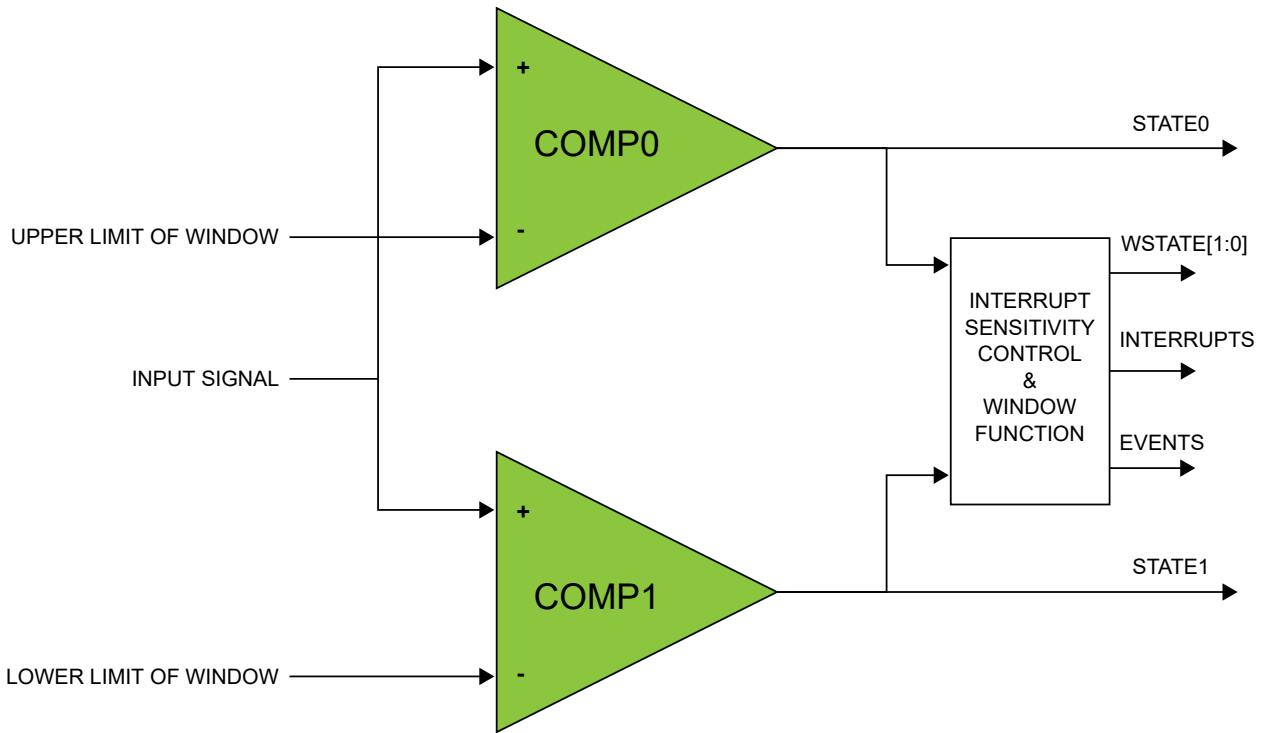 +
COMP0
-
STATE0
UPPER LIMIT OF WINDOW
WSTATE[1:0]
INTERRUPT
SENSITIVITY
CONTROL
&
WINDOW
FUNCTION
INTERRUPTS
INPUT SIGNAL
EVENTS
+
COMP1
-
STATE1
LOWER LIMIT OF WINDOW